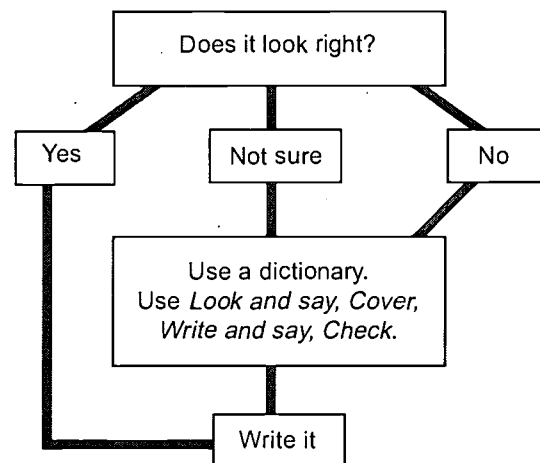 Does it look right?
Yes
Not sure
No
Use a dictionary.
Use Look and say, Cover,
Write and say, Check.
Write it